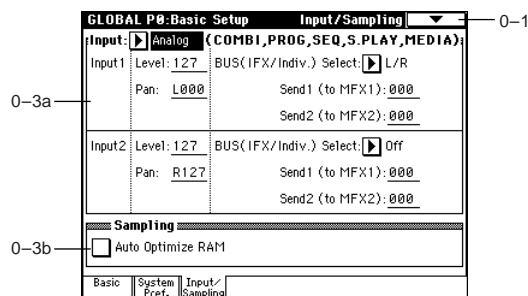 GLOBAL P0:Basic Setup Input/Sampling
0–1
Input: Analog (COMBI,PROG,SEQ,S.PLAY,MEDIA):
Input1 Level: 127 BUS(IFX/Indiv.) Select: L/R
Pan: L000 Send1 (to MFX1): 000
0–3a
Send2 (to MFX2): 000
Input2 Level: 127 BUS(IFX/Indiv.) Select: Off
Pan: R127 Send1 (to MFX1): 000
Send2 (to MFX2): 000
Sampling
0–3b
Auto Optimize RAM
Basic System Pref. Input/Sampling